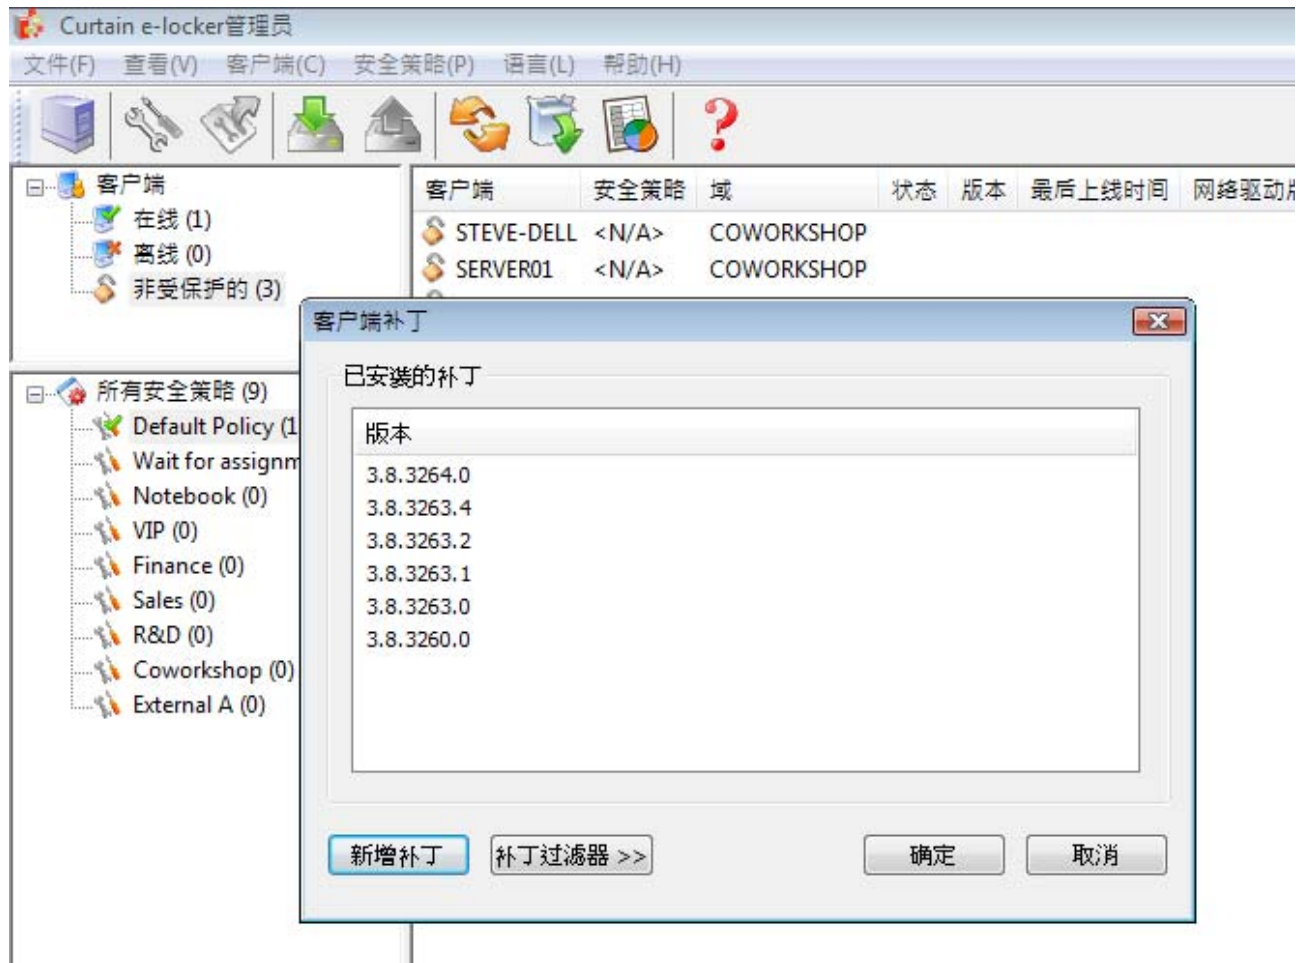 Curtain e-locker管理员
文件(F) 查看(V) 客户端(C) 安全策略(P) 语言(L) 帮助(H)
客户端
在线 (1)
离线 (0)
非受保护的 (3)
客户端 安全策略 域 状态 版本 最后上线时间 网络驱动
STEVE-DELL <N/A> COWORKSHOP
SERVER01 <N/A> COWORKSHOP
所有安全策略 (9)
Default Policy (1
Wait for assignm
Notebook (0)
VIP (0)
Finance (0)
Sales (0)
R&D (0)
Coworkshop (0)
External A (0)
客户端补丁
已安装的补丁
版本
3.8.3264.0
3.8.3263.4
3.8.3263.2
3.8.3263.1
3.8.3263.0
3.8.3260.0
新增补丁 补丁过滤器 >> 确定 取消